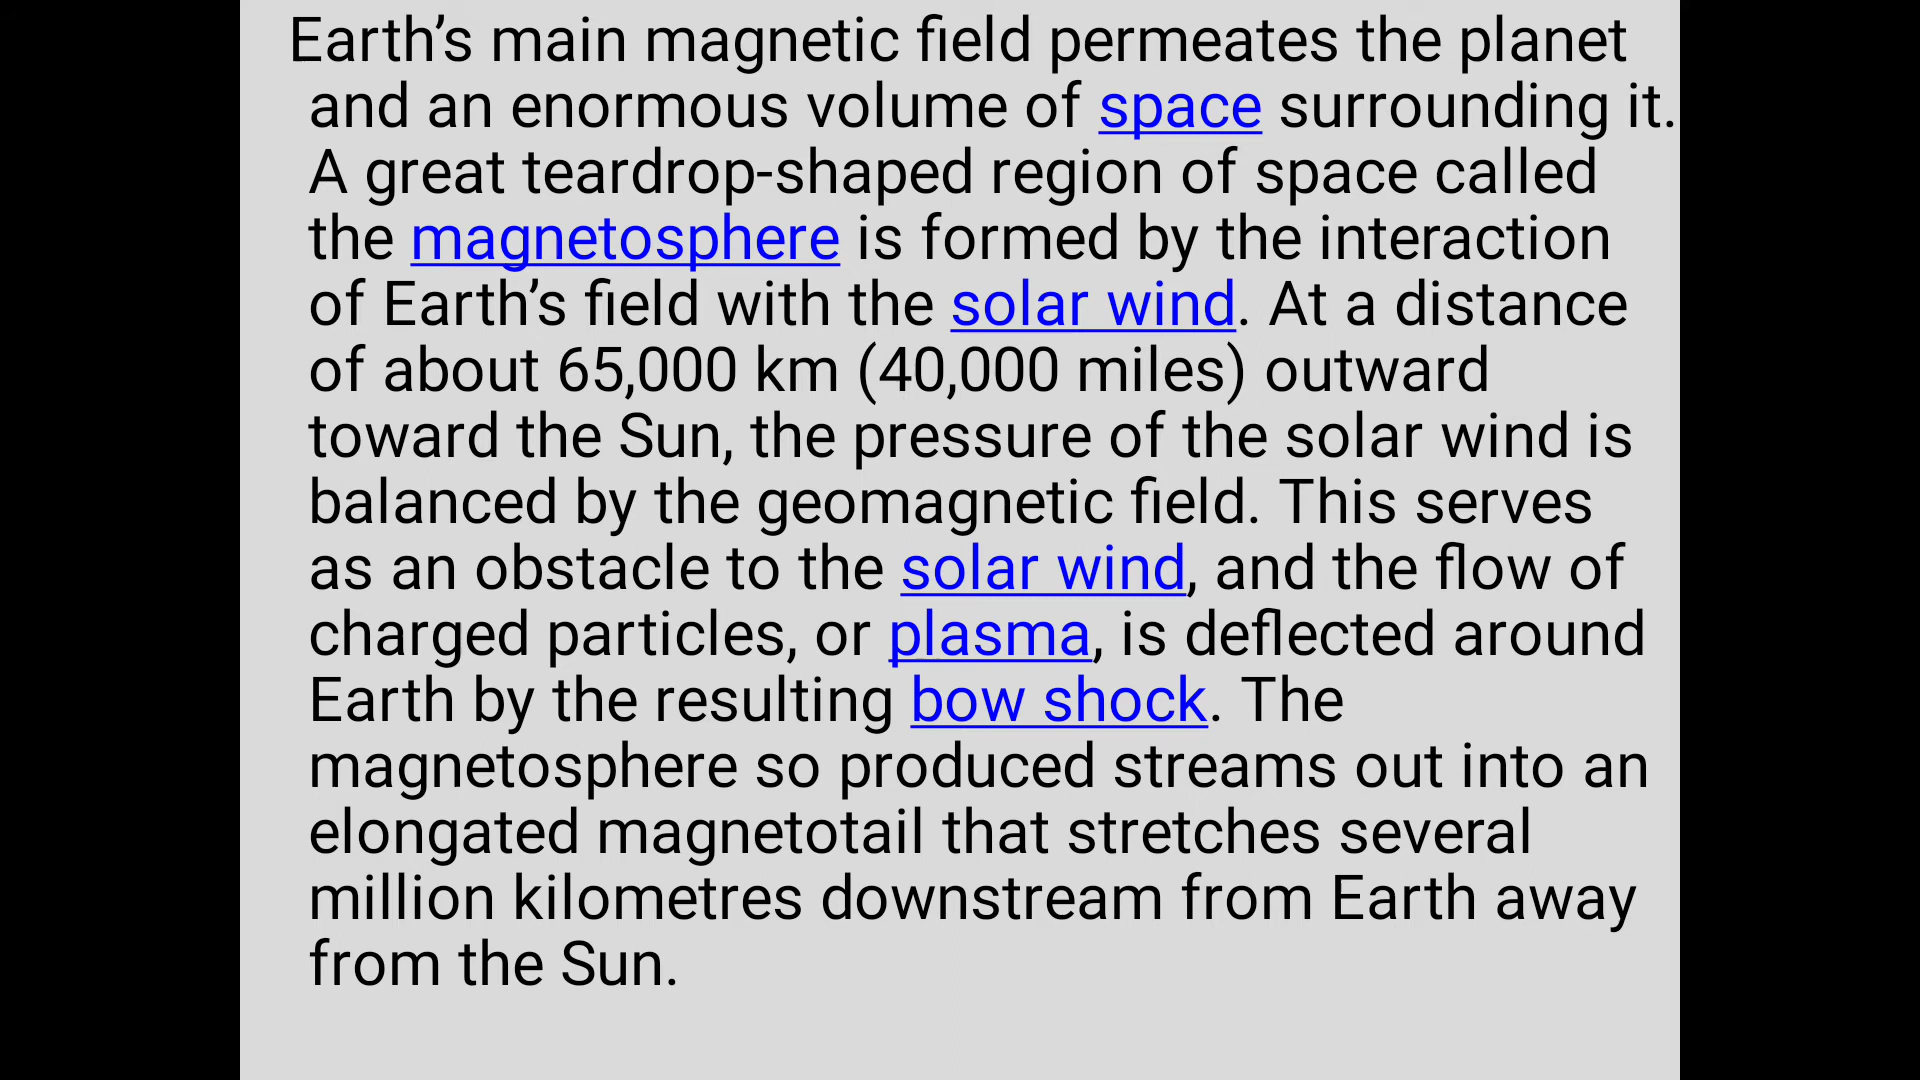 Earth’s main magnetic field permeates the planet
and an enormous volume of space surrounding it.
A great teardrop-shaped region of space called
the magnetosphere is formed by the interaction
of Earth’s field with the solar wind. At a distance
of about 65,000 km (40,000 miles) outward
toward the Sun, the pressure of the solar wind is
balanced by the geomagnetic field. This serves
as an obstacle to the solar wind, and the flow of
charged particles, or plasma, is deflected around
Earth by the resulting bow shock. The
magnetosphere so produced streams out into an
elongated magnetotail that stretches several
million kilometres downstream from Earth away
from the Sun.